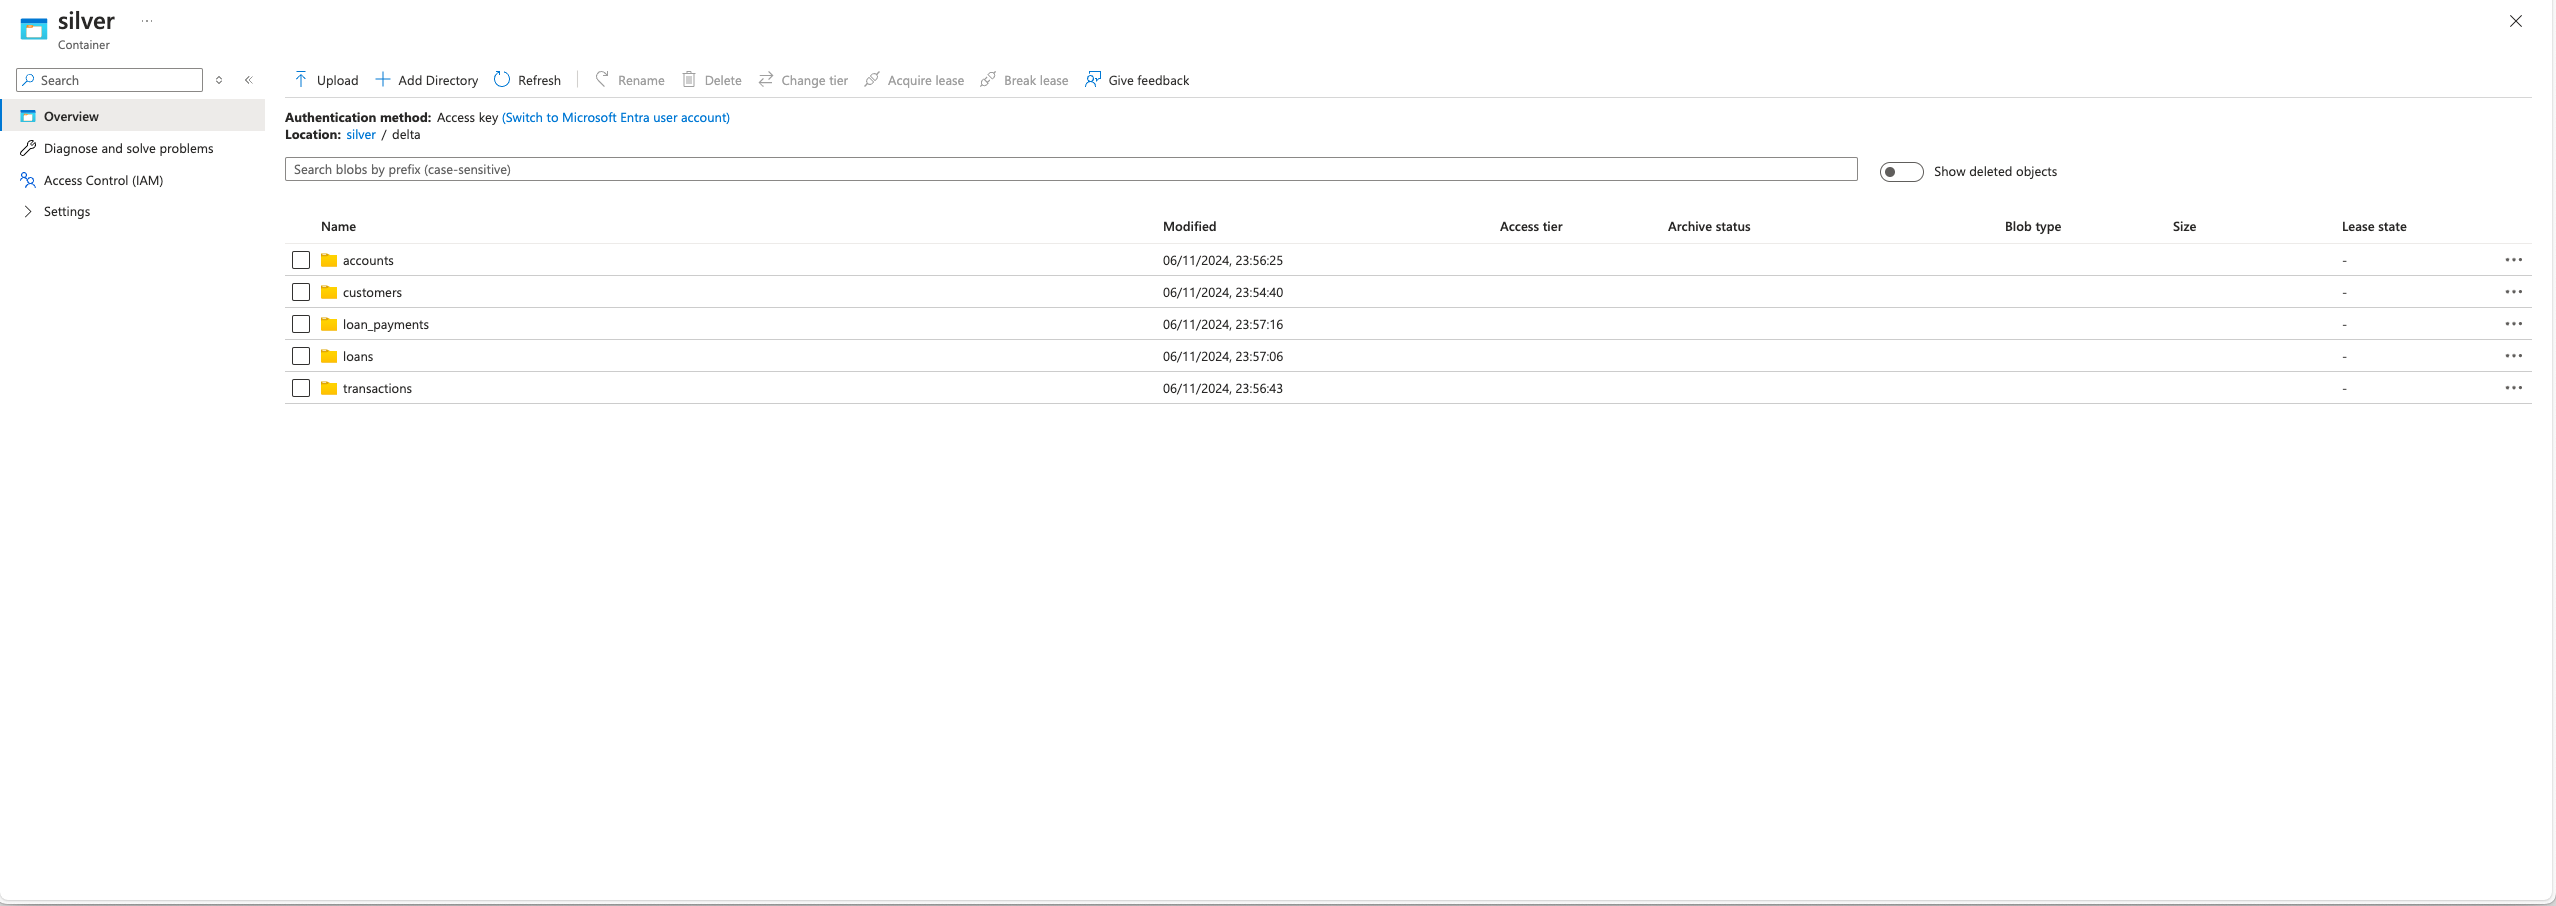 silver
Container
Search
Overview
Diagnose and solve problems
Access Control (IAM)
Settings
Upload Add Directory Refresh Rename Delete Change tier Acquire lease Break lease Give feedback
Authentication method: Access key (Switch to Microsoft Entra user account)
Location: silver / delta
Search blobs by prefix (case-sensitive)
Show deleted objects
Name Modified Access tier Archive status Blob type Size Lease state
accounts 06/11/2024, 23:56:25 -
customers 06/11/2024, 23:54:40 -
loan_payments 06/11/2024, 23:57:16 -
loans 06/11/2024, 23:57:06 -
transactions 06/11/2024, 23:56:43 -